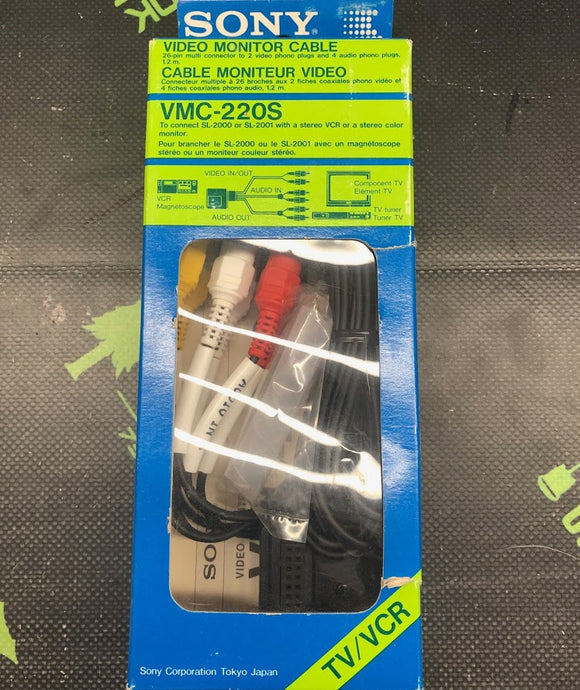 SONY
VIDEO MONITOR CABLE
26-pin multi connector to 2 video phono plugs and 4 audio phono plugs,
1.2 m.
CABLE MONITEUR VIDEO
Connecteur multiple à 26 broches aux 2 fiches coaxiales phono vidéo et
4 fiches coaxiales phono audio, 1,2 m.
VMC-220S
To connect SL-2000 or SL-2001 with a stereo VCR or a stereo color
monitor.
Pour brancher le SL-2000 ou le SL-2001 avec un magnétoscope
stéréo ou un moniteur couleur stéréo.
VIDEO IN/OUT
AUDIO IN
AUDIO OUT
VCR
Magnétoscope
Component TV
Elément TV
TV tuner
Tuner TV
AUDIO IN
SO
VIDEO
TV/VCR
Sony Corporation Tokyo Japan